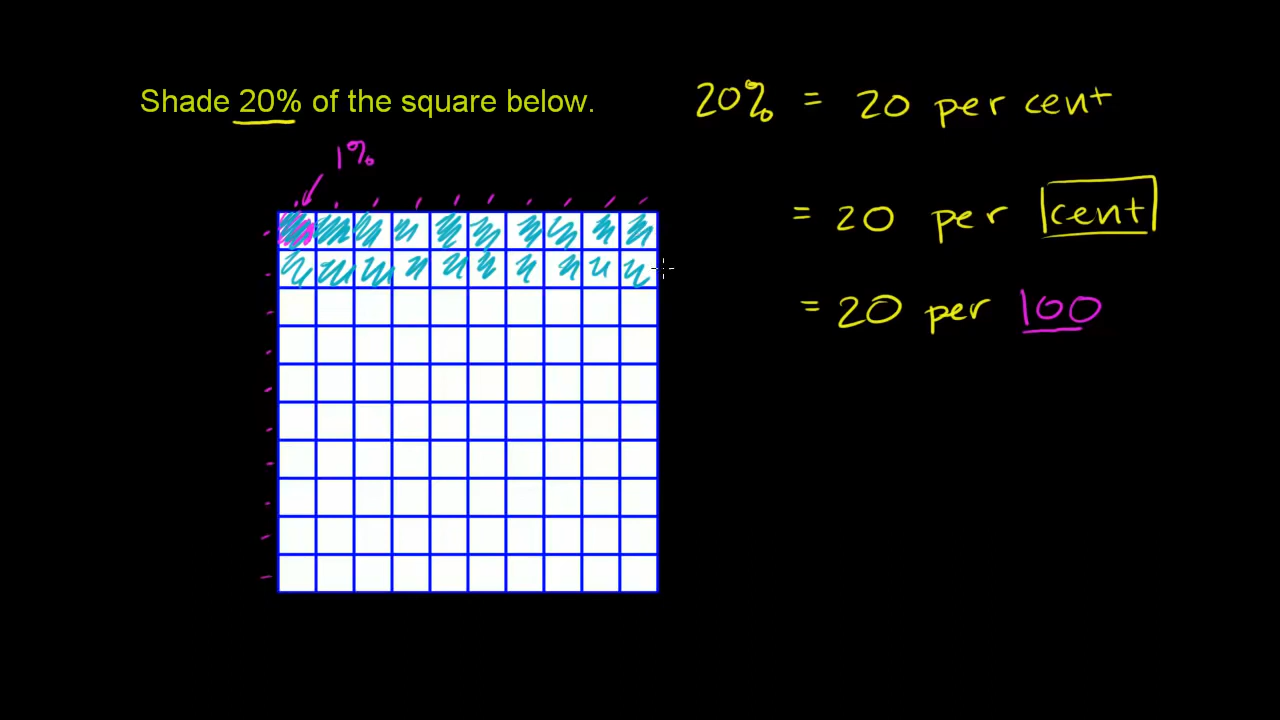 Shade 20% of the square below.
20% = 20 per cent
1%
= 20 per cent
= 20 per 100